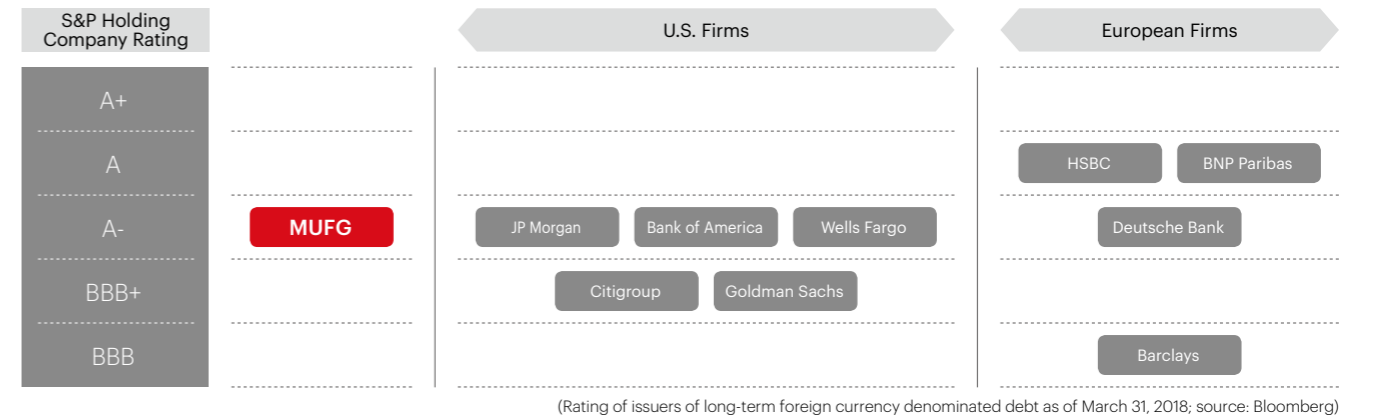 S&P Holding
Company Rating
U.S. Firms
European Firms
A+
A
HSBC
BNP Paribas
A-
MUFG
JP Morgan
Bank of America
Wells Fargo
Deutsche Bank
BBB+
Citigroup
Goldman Sachs
BBB
Barclays
(Rating of issuers of long-term foreign currency denominated debt as of March 31, 2018; source: Bloomberg)